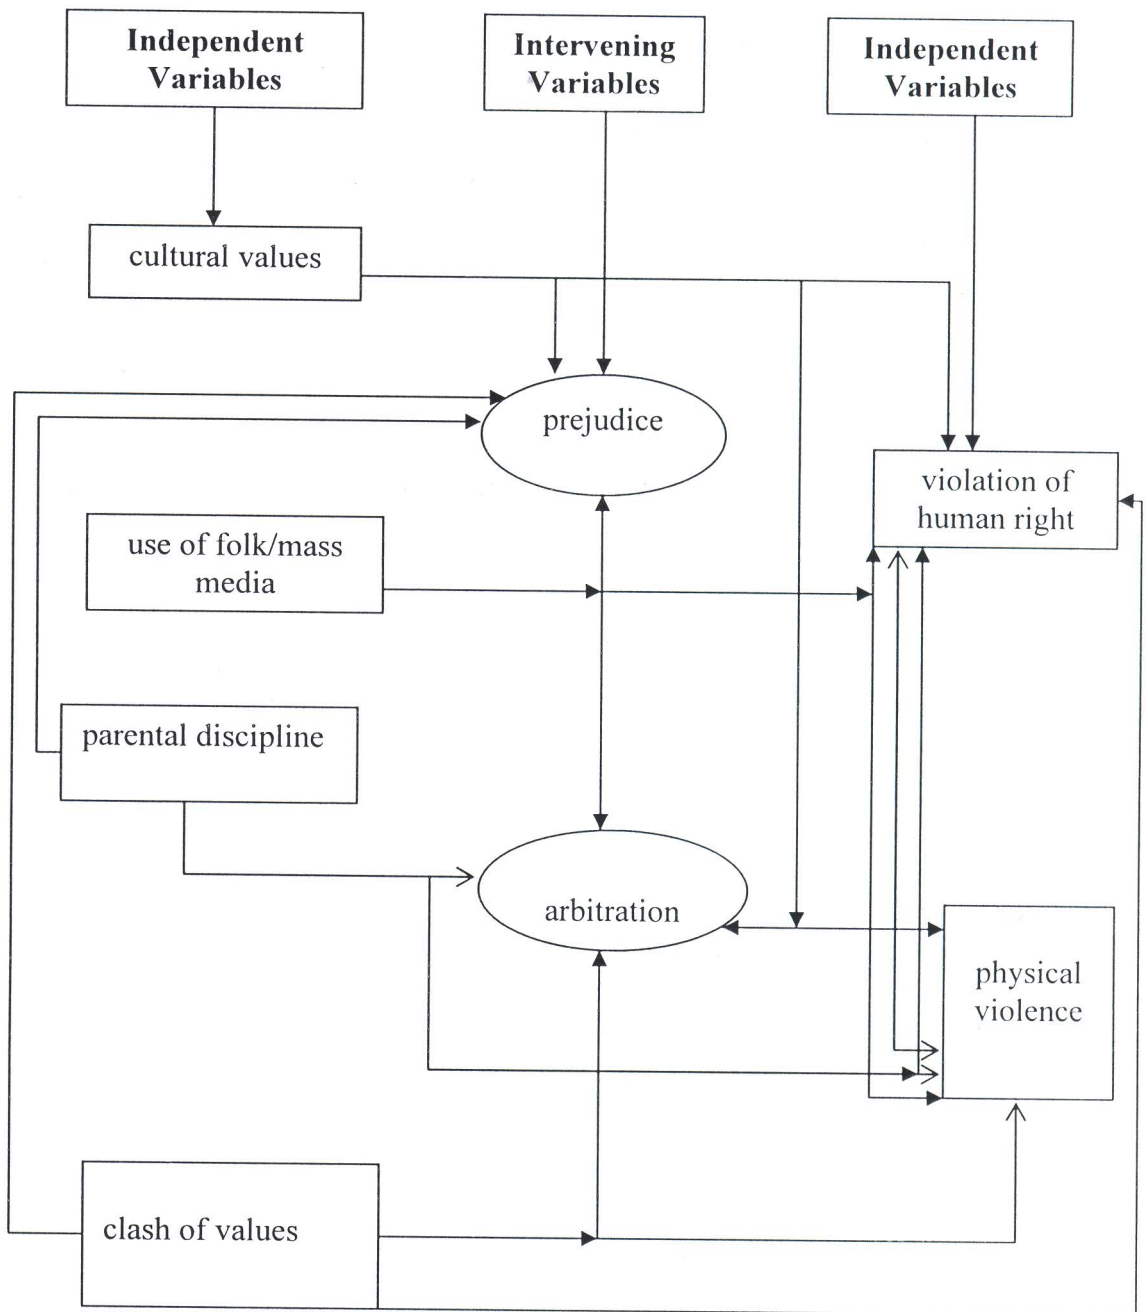 Independent
Variables
Intervening
Variables
Independent
Variables
cultural values
prejudice
violation of
human right
use of folk/mass
media
parental discipline
arbitration
physical
violence
clash of values